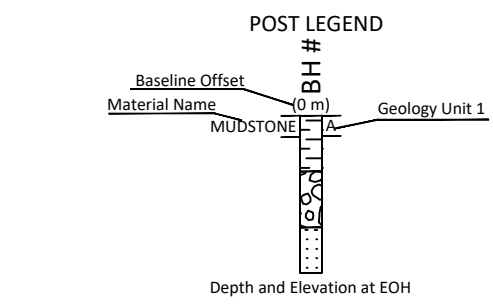 POST LEGEND
BH #
Baseline Offset
(0 m)
Material Name
Geology Unit 1
MUDSTONE
A
Depth and Elevation at EOH